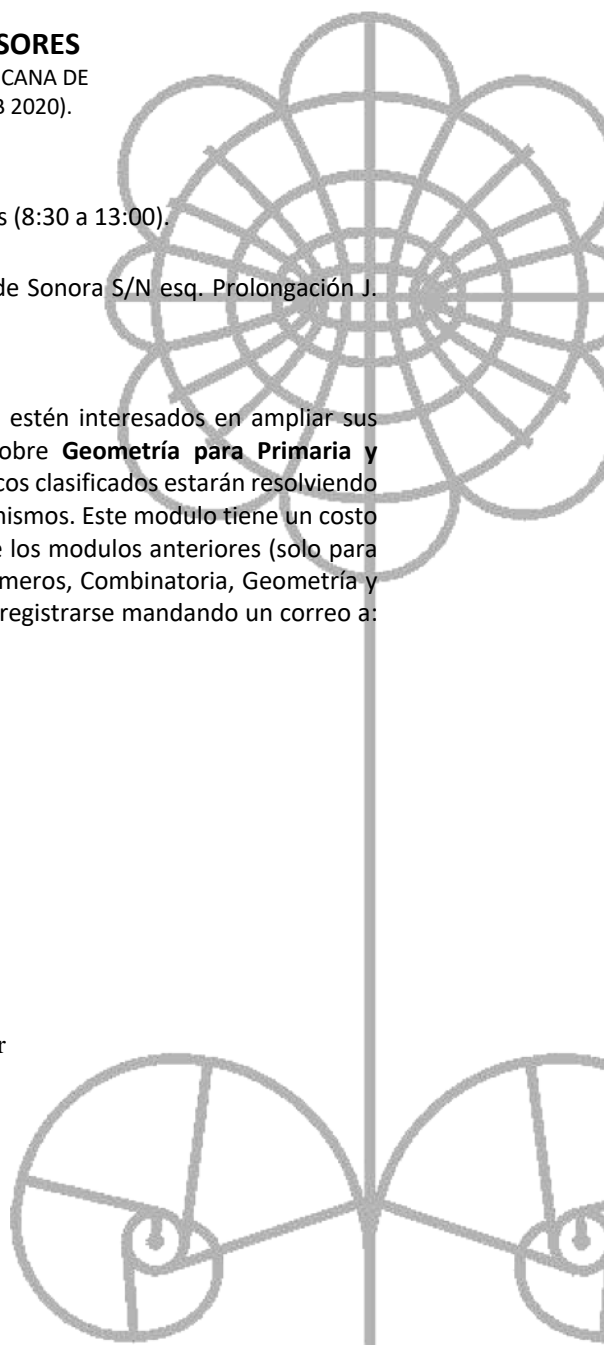 SORES
CANA DE
B 2020).
s (8:30 a 13:00).
de Sonora S/N esq. Prolongación J.
estén interesados en ampliar sus
obre Geometría para Primaria y
cos clasificados estarán resolviendo
nismos. Este modulo tiene un costo
e los modulos anteriores (solo para
meros, Combinatoria, Geometría y
registrarse mandando un correo a:
r